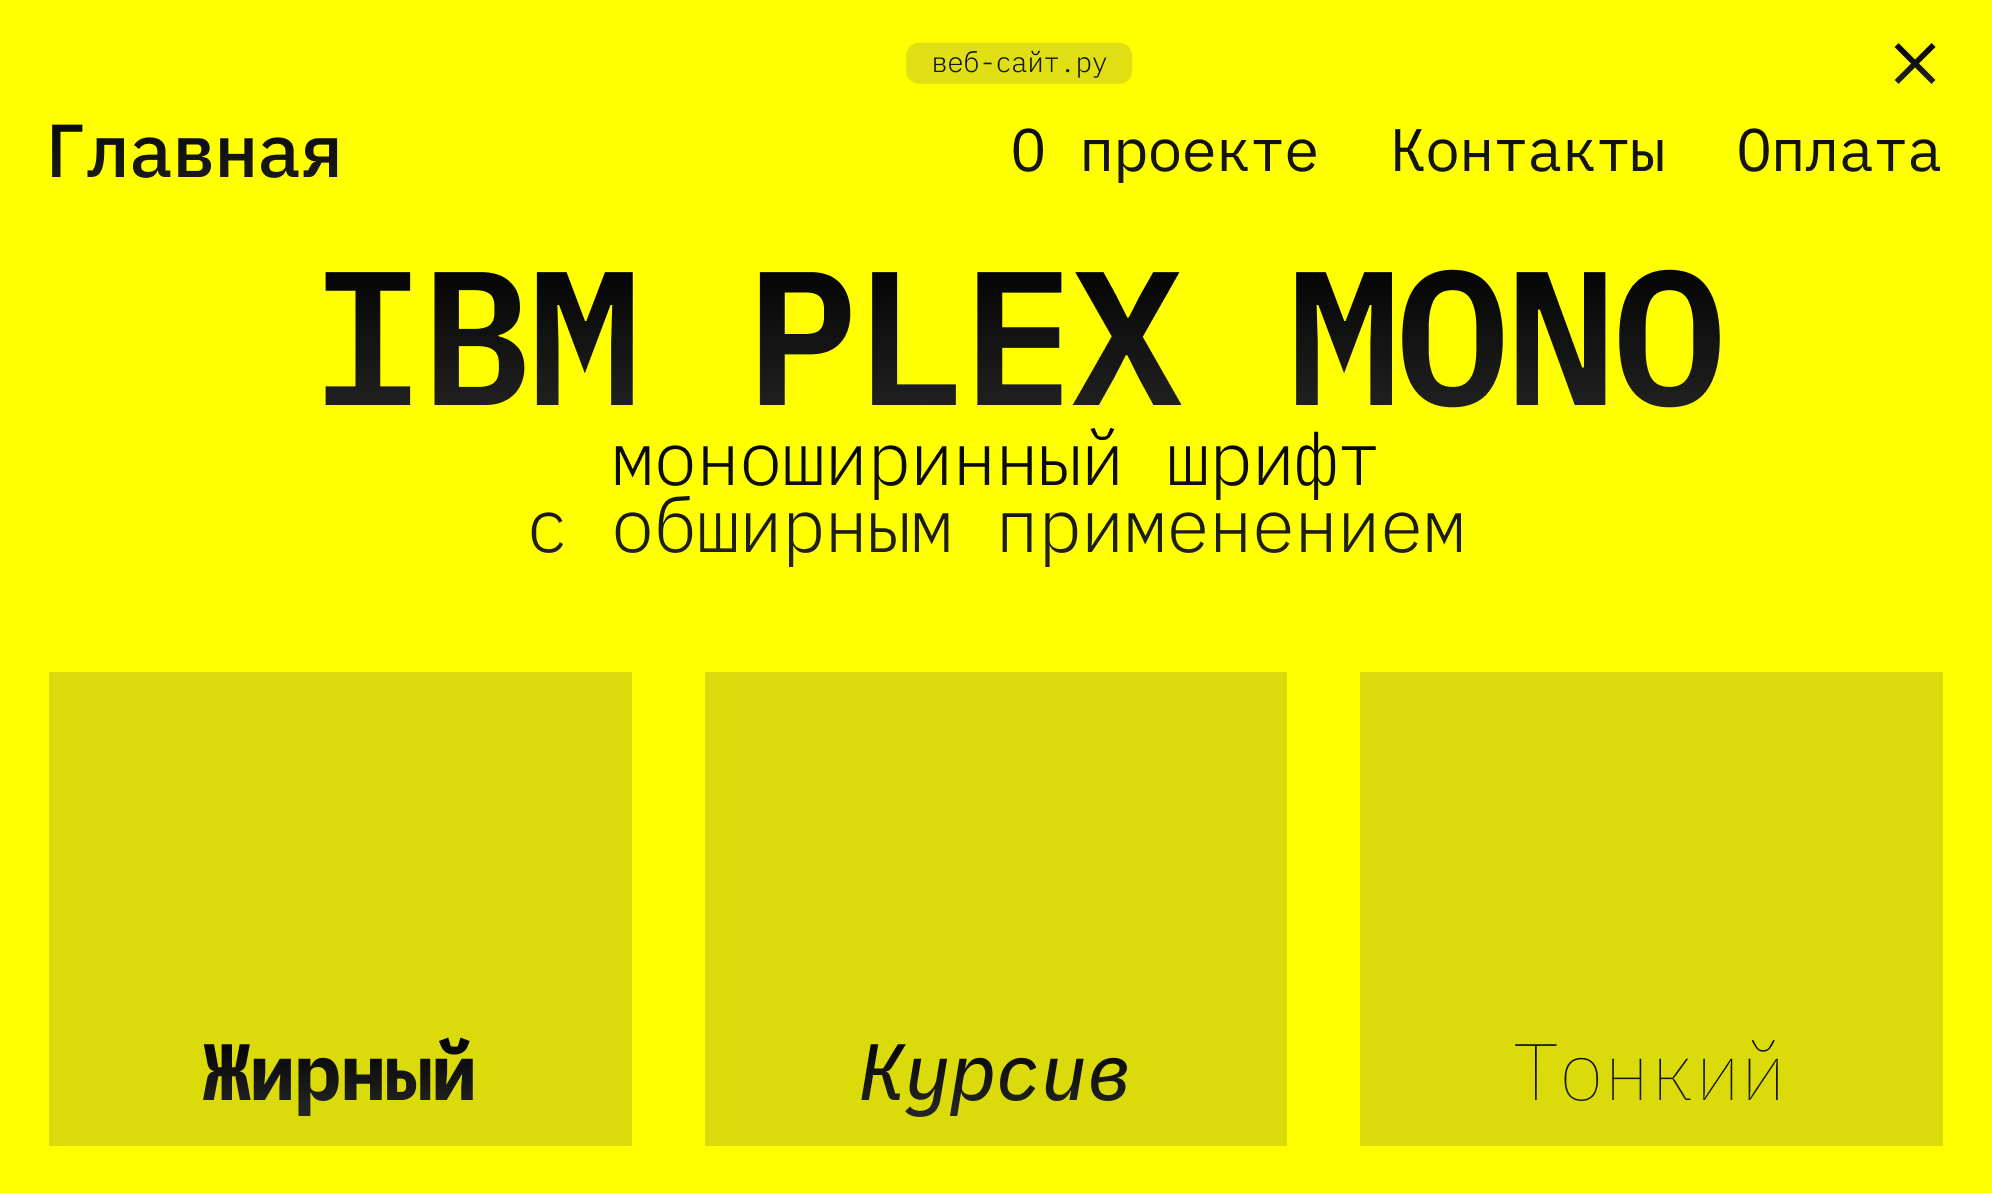 веб-сайт.ру
Главная О проекте Контакты Оплата
IBM PLEX MONO
моноширинный шрифт
с обширным применением
Жирный Курсив Тонкий